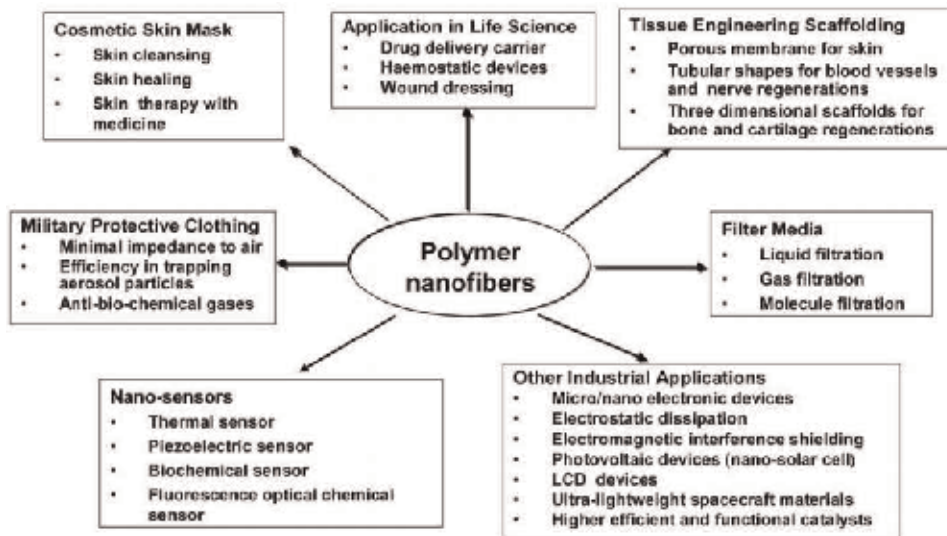 Cosmetic Skin Mask
• Skin cleansing
• Skin healing
• Skin therapy with
medicine
Application in Life Science
• Drug delivery carrier
• Haemostatic devices
• Wound dressing
Tissue Engineering Scaffolding
• Porous membrane for skin
• Tubular shapes for blood vessels
and nerve regenerations
• Three dimensional scaffolds for
bone and cartilage regenerations
Military Protective Clothing
• Minimal impedance to air
• Efficiency in trapping
aerosol particles
• Anti-bio-chemical gases
Polymer
nanofibers
Filter Media
• Liquid filtration
• Gas filtration
• Molecule filtration
Nano-sensors
• Thermal sensor
• Piezoelectric sensor
• Biochemical sensor
• Fluorescence optical chemical
sensor
Other Industrial Applications
• Micro/nano electronic devices
• Electrostatic dissipation
• Electromagnetic interference shielding
• Photovoltaic devices (nano-solar cell)
• LCD devices
• Ultra-lightweight spacecraft materials
• Higher efficient and functional catalysts